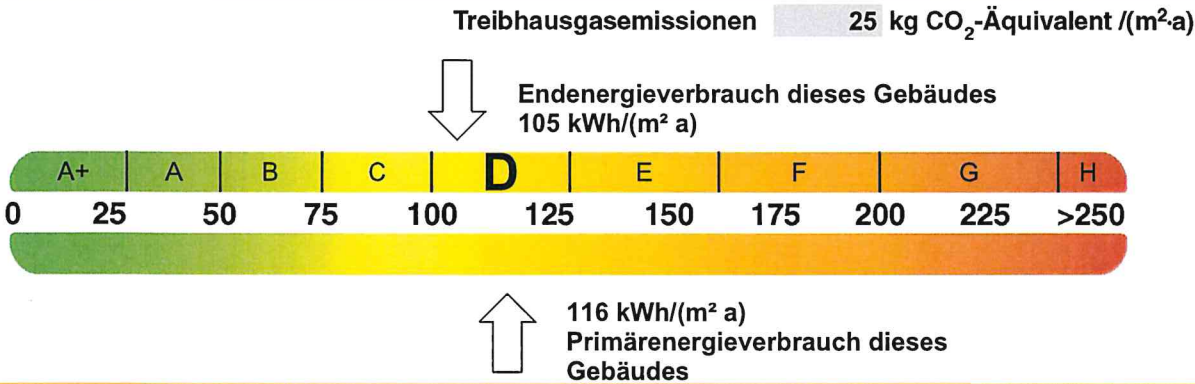 Treibhausgasemissionen 25 kg CO₂-Äquivalent /(m²·a)
Endenergieverbrauch dieses Gebäudes
105 kWh/(m² a)
A+ A B C D E F G H
0 25 50 75 100 125 150 175 200 225 >250
116 kWh/(m² a)
Primärenergieverbrauch dieses
Gebäudes